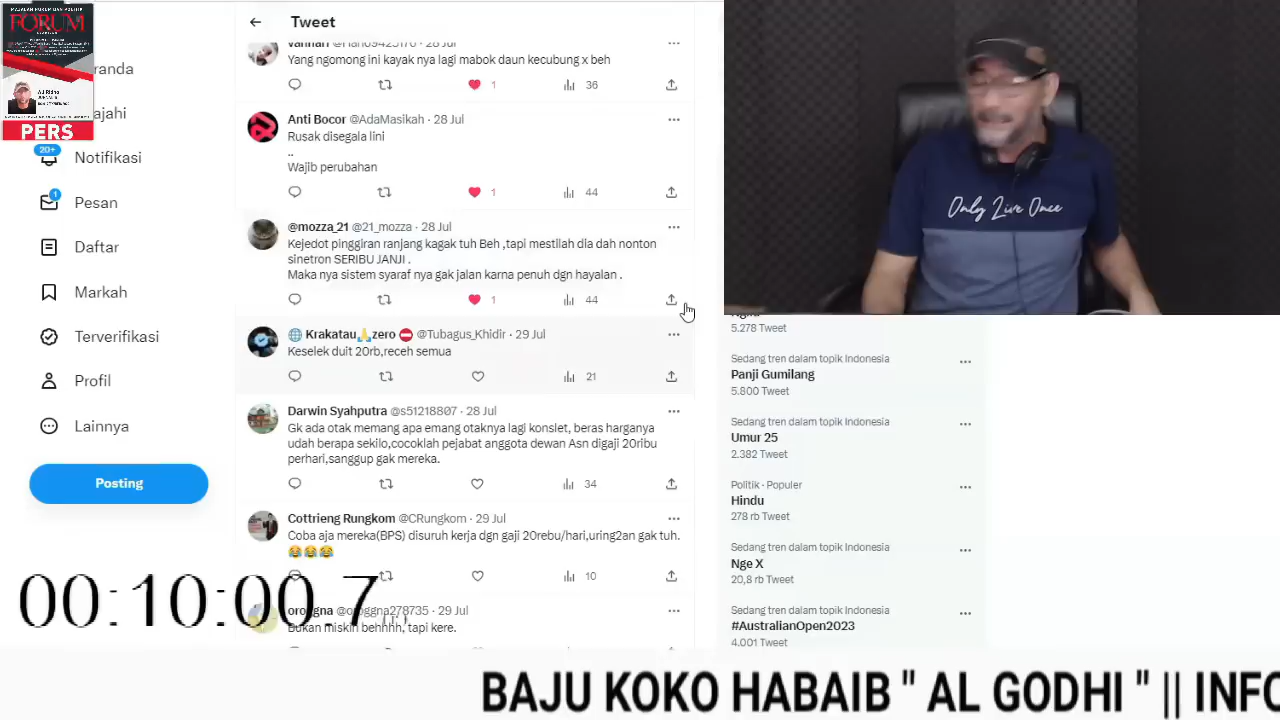 MAJALAH FORUM DAN POLITIK
FORUM
PERS
Beranda
Jelajahi
20+
Notifikasi
1
Pesan
Daftar
Markah
Terverifikasi
Profil
Lainnya
Posting
Tweet
28 Jul
Yang ngomong ini kayak nya lagi mabok daun kecubung x beh
1 36
Anti Bocor @AdaMasikah · 28 Jul
Rusak disegala lini
..
Wajib perubahan
1 44
@mozza_21 @21_mozza · 28 Jul
Kejedot pinggiran ranjang kagak tuh Beh ,tapi mestilah dia dah nonton
sinetron SERIBU JANJI .
Maka nya sistem syaraf nya gak jalan karna penuh dgn hayalan .
1 44
🌐 Krakatau🙏zero ⛔ @Tubagus_Khidir · 29 Jul
Keselek duit 20rb,receh semua
21
Darwin Syahputra @s51218807 · 28 Jul
Gk ada otak memang apa emang otaknya lagi konslet, beras harganya
udah berapa sekilo,cocoklah pejabat anggota dewan Asn digaji 20ribu
perhari,sanggup gak mereka.
34
Cottrieng Rungkom @CRungkom · 29 Jul
Coba aja mereka(BPS) disuruh kerja dgn gaji 20rebu/hari,uring2an gak tuh.
😂😂😂
10
@oroggna278735 · 29 Jul
Bukan miskin behhhh, tapi kere.
Only Live Once
5.278 Tweet
Sedang tren dalam topik Indonesia
Panji Gumilang
5.800 Tweet
Sedang tren dalam topik Indonesia
Umur 25
2.382 Tweet
Politik · Populer
Hindu
278 rb Tweet
Sedang tren dalam topik Indonesia
Nge X
20,8 rb Tweet
Sedang tren dalam topik Indonesia
#AustralianOpen2023
4.001 Tweet
00:10:00.7
BAJU KOKO HABAIB " AL GODHI " || INFO